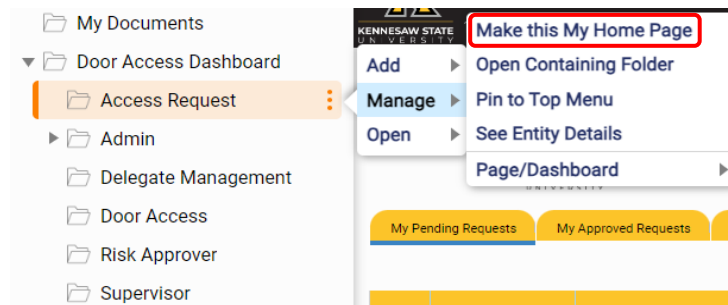 My Documents
Door Access Dashboard
Access Request
Admin
Delegate Management
Door Access
Risk Approver
Supervisor
KENNESAW STATE
UNIVERSITY
Add
Manage
Open
Make this My Home Page
Open Containing Folder
Pin to Top Menu
See Entity Details
Page/Dashboard
UNIVERSITY
My Pending Requests
My Approved Requests